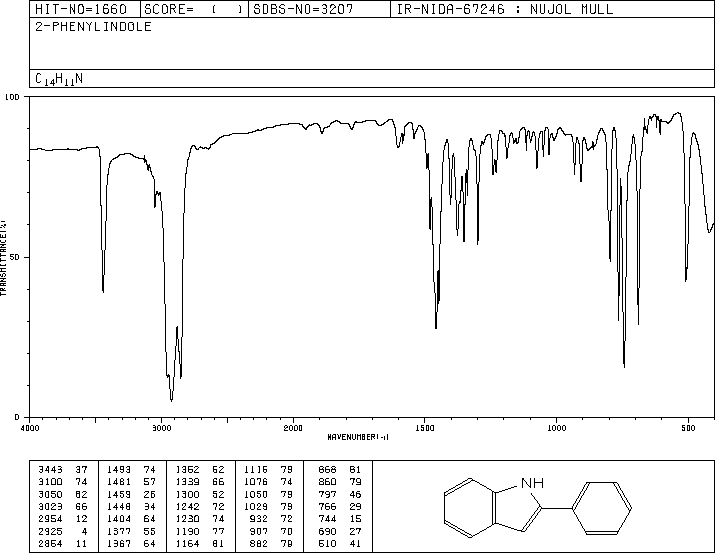 HIT-NO=1660 SCORE= ( ) SDBS-NO=3207 IR-NIDA-67246 : NUJOL MULL
2-PHENYLINDOLE
C14H11N
100
50
0
TRANSMITTANCE(%)
4000 3000 2000 1500 1000 500
WAVENUMBER(-1)
3443 37 1493 74 1352 52 1115 79 868 81
3100 74 1481 57 1339 66 1076 74 860 79
3050 62 1459 26 1300 52 1050 79 797 46
3023 66 1448 34 1242 72 1029 79 766 29
2954 12 1404 64 1230 74 932 72 744 15
2925 4 1377 55 1190 77 907 70 690 27
2854 11 1367 64 1164 81 882 79 510 41
NH